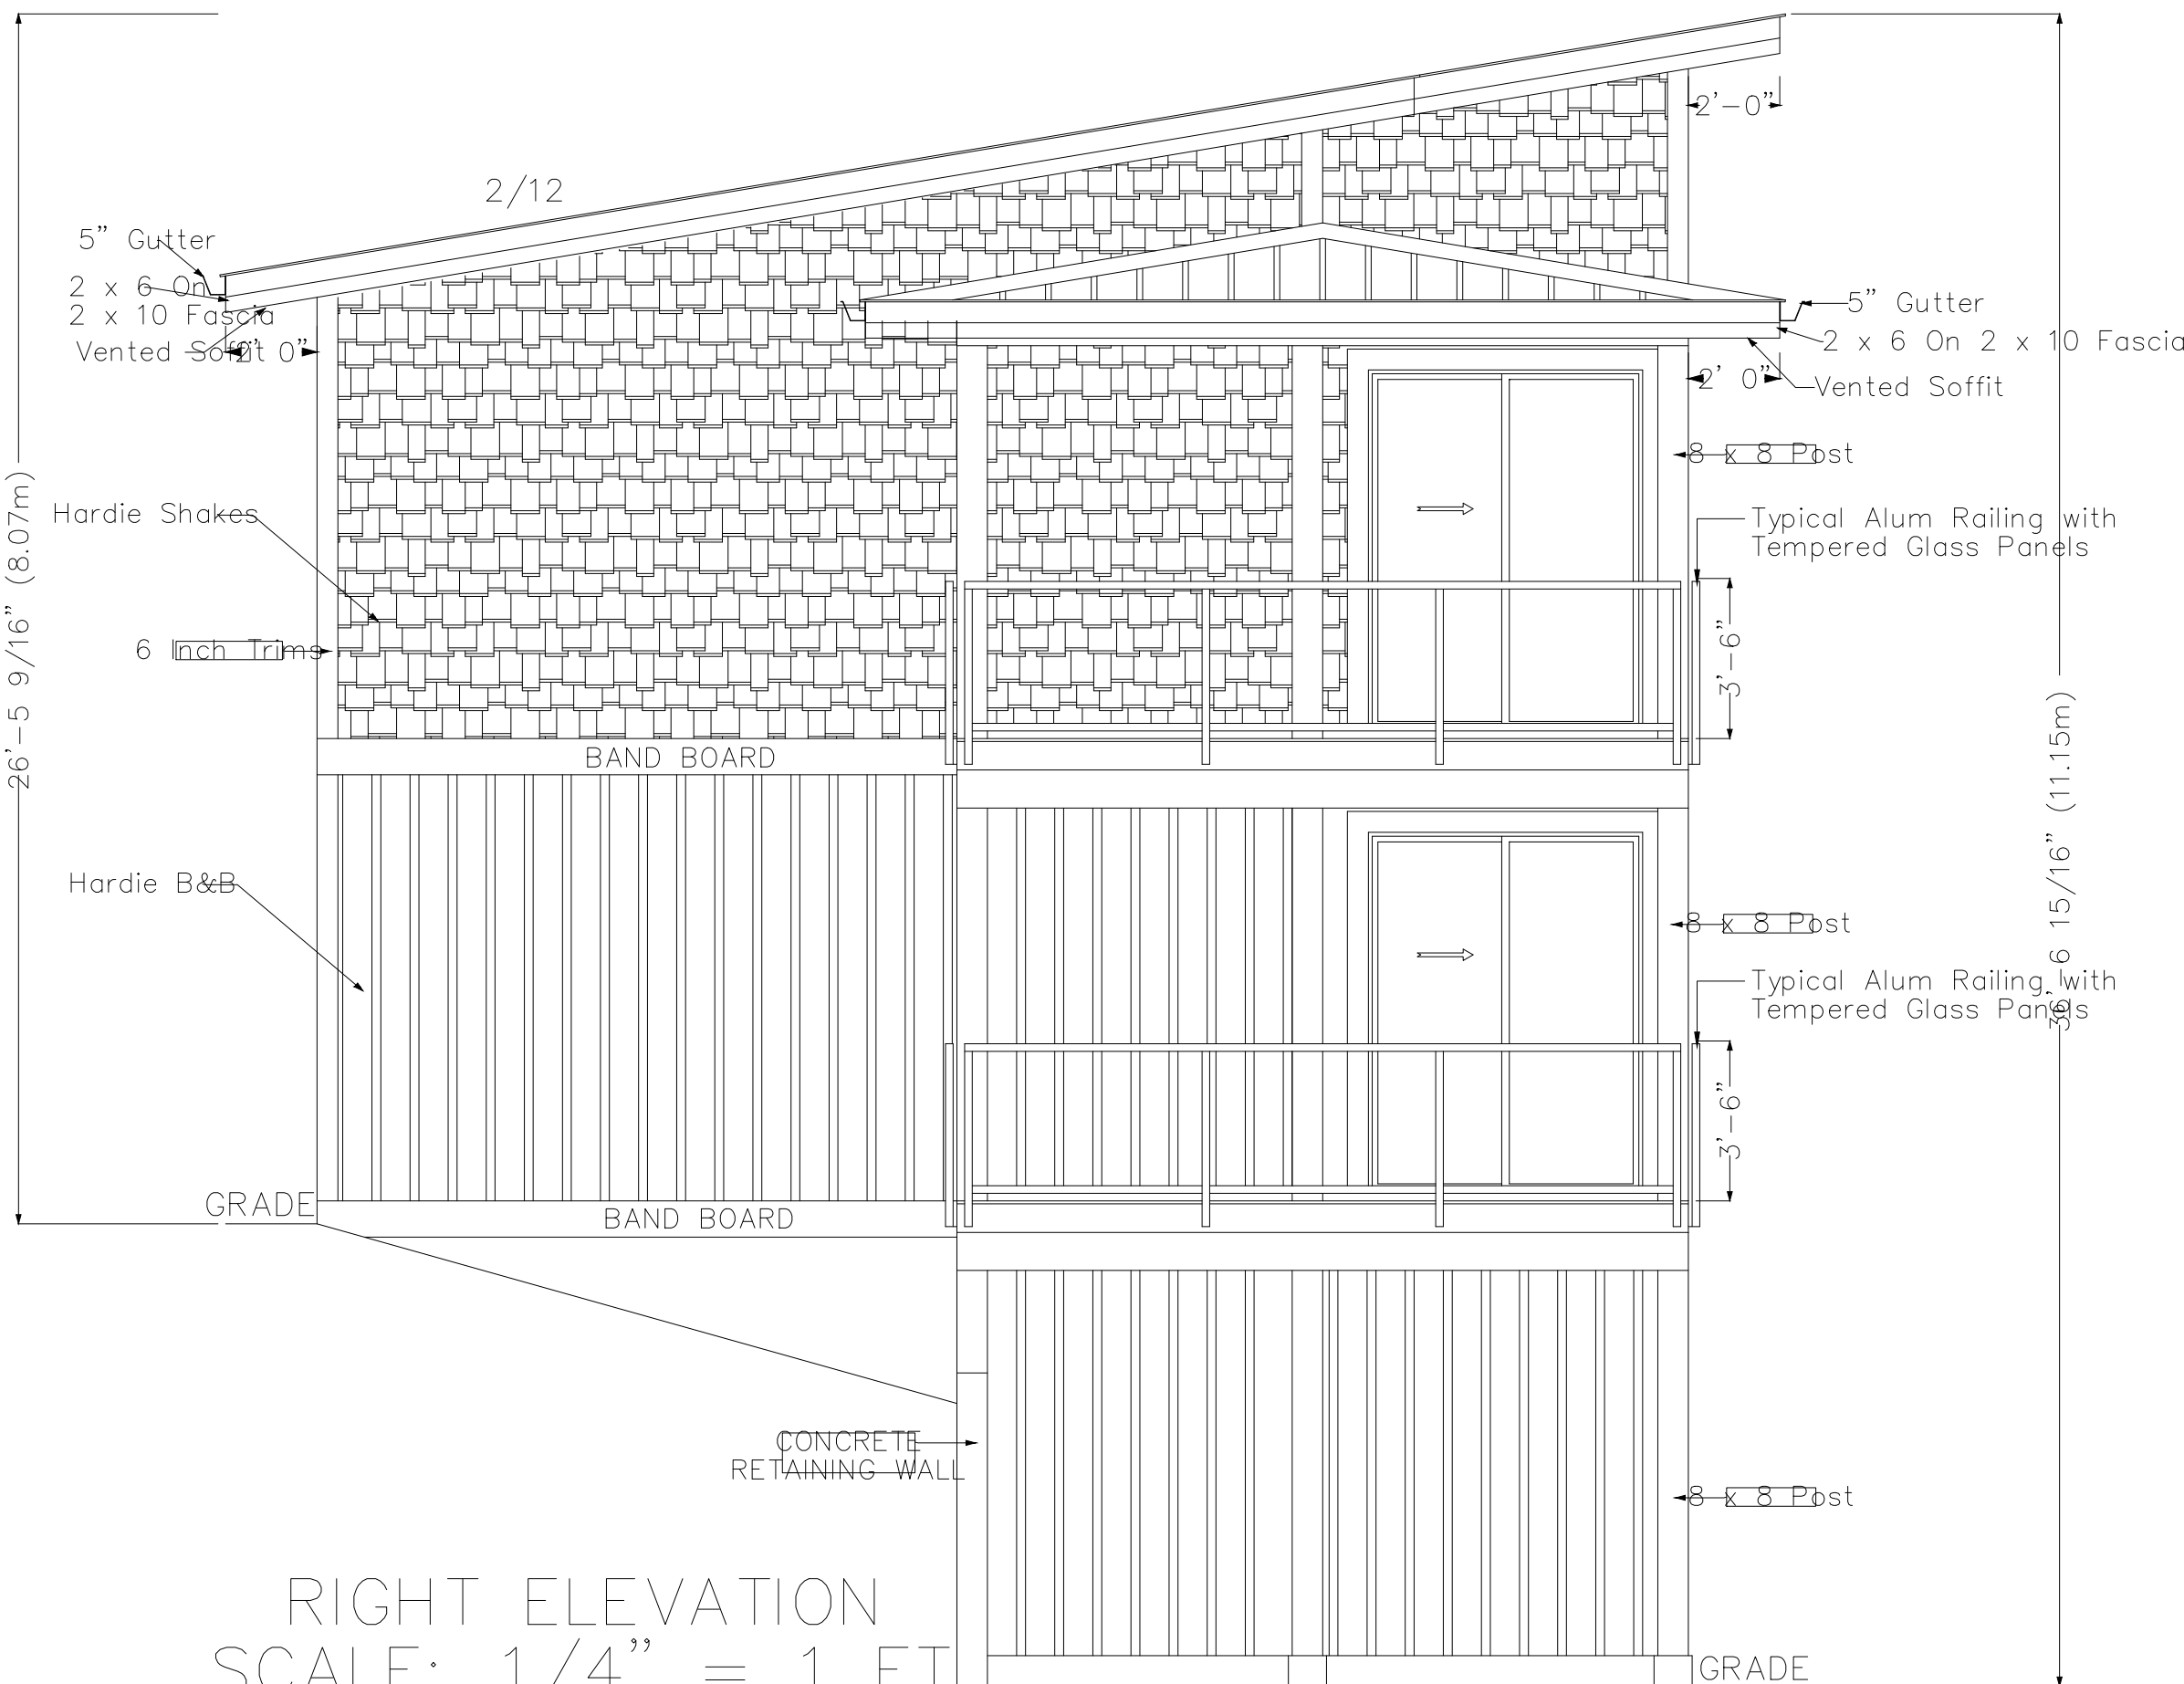 2'-0"
2/12
5" Gutter
2 x 6 On
2 x 10 Fascia
Vented Soffit
2' 0"
5" Gutter
2 x 6 On 2 x 10 Fascia
2' 0"
Vented Soffit
8 x 8 Post
26'-5 9/16" (8.07m)
Hardie Shakes
Typical Alum Railing with
Tempered Glass Panels
6 Inch Trims
3'-6"
BAND BOARD
36' 6 15/16" (11.15m)
Hardie B&B
8 x 8 Post
Typical Alum Railing with
Tempered Glass Panels
3'-6"
GRADE
BAND BOARD
CONCRETE
RETAINING WALL
8 x 8 Post
RIGHT ELEVATION
SCALE: 1/4" = 1 FT
GRADE